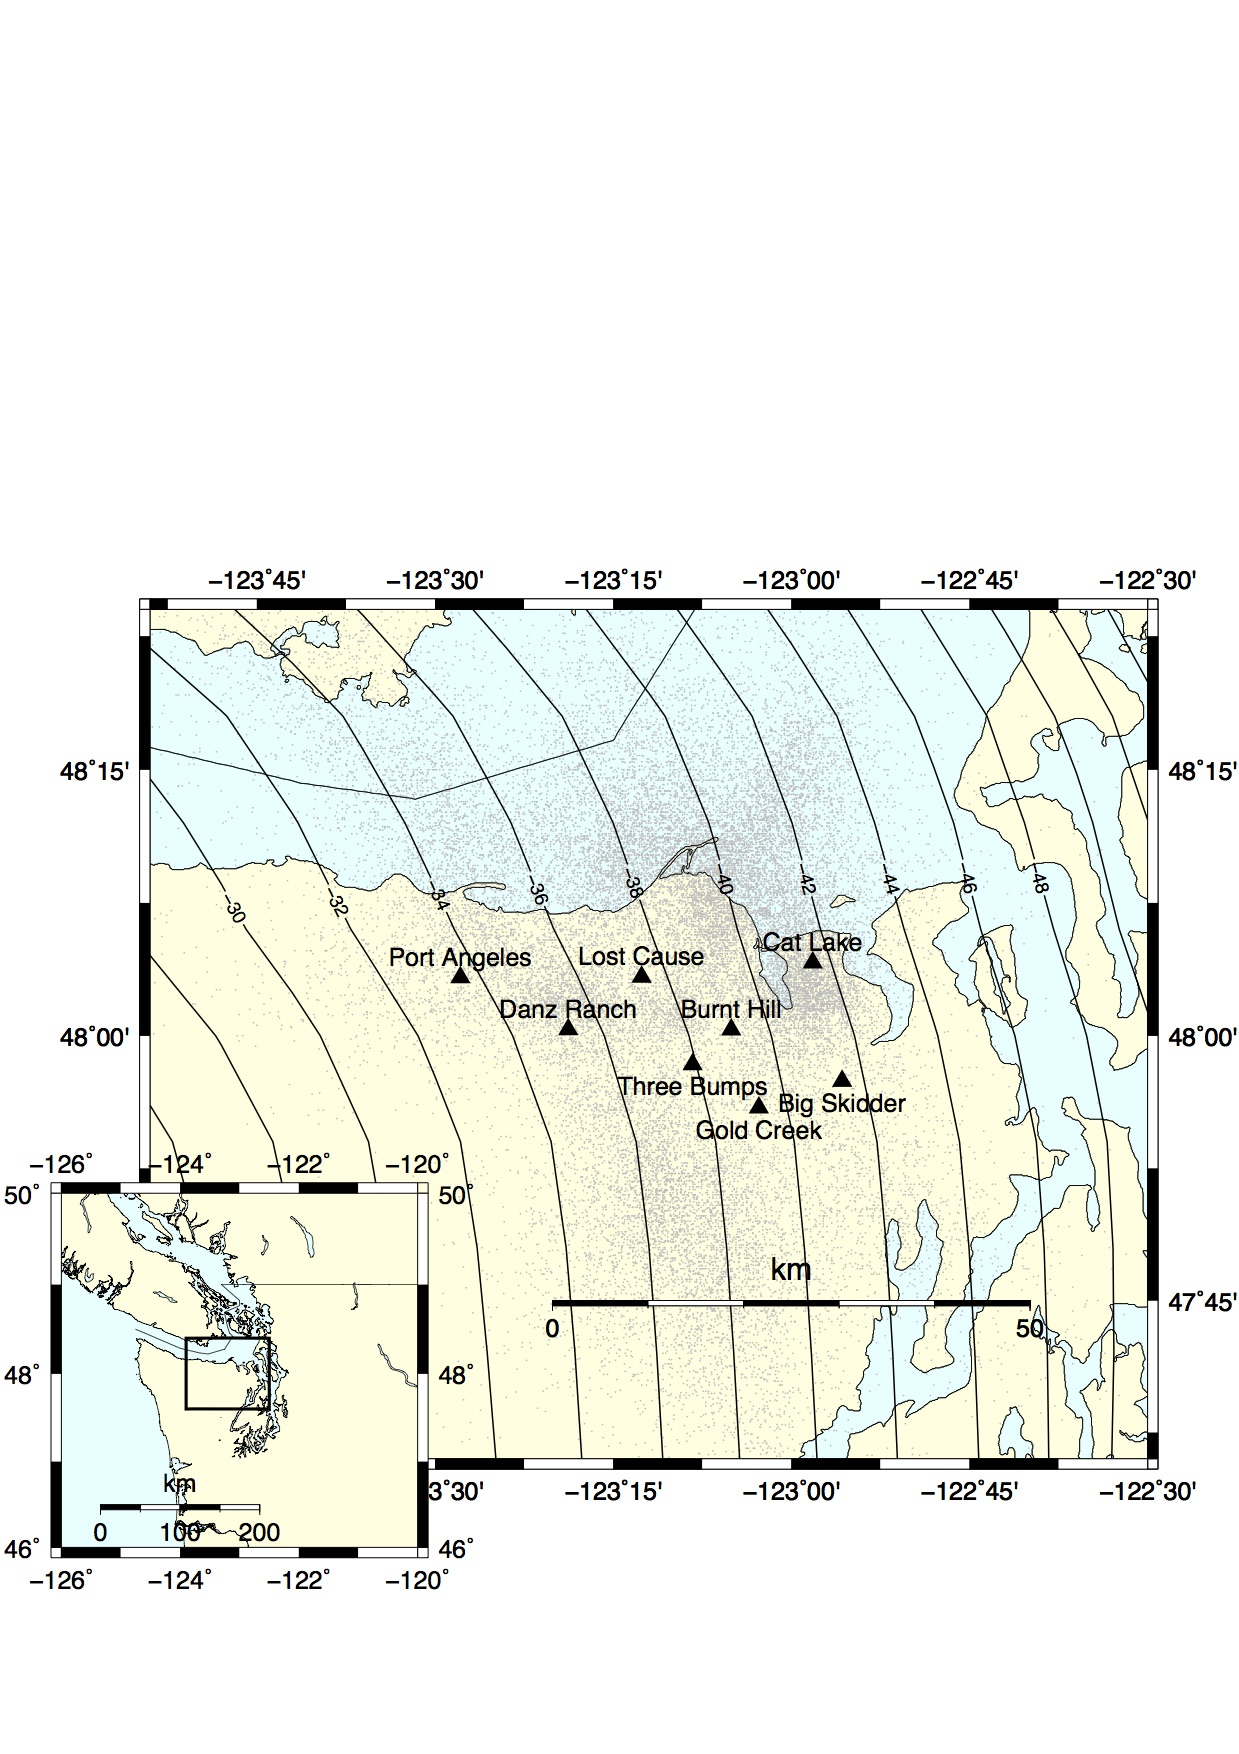 −123˚45' −123˚30' −123˚15' −123˚00' −122˚45' −122˚30'
48˚15' 48˚15'
−30 −32 −34 −36 −38 −40 −42 −44 −46 −48
Cat Lake
Port Angeles Lost Cause
Danz Ranch Burnt Hill
48˚00' 48˚00'
Three Bumps
Big Skidder
Gold Creek
−126˚ −124˚ −122˚ −120˚
50˚ 50˚
km
47˚45'
0 50
48˚ 48˚
km
3˚30' −123˚15' −123˚00' −122˚45' −122˚30'
0 100 200
46˚ 46˚
−126˚ −124˚ −122˚ −120˚